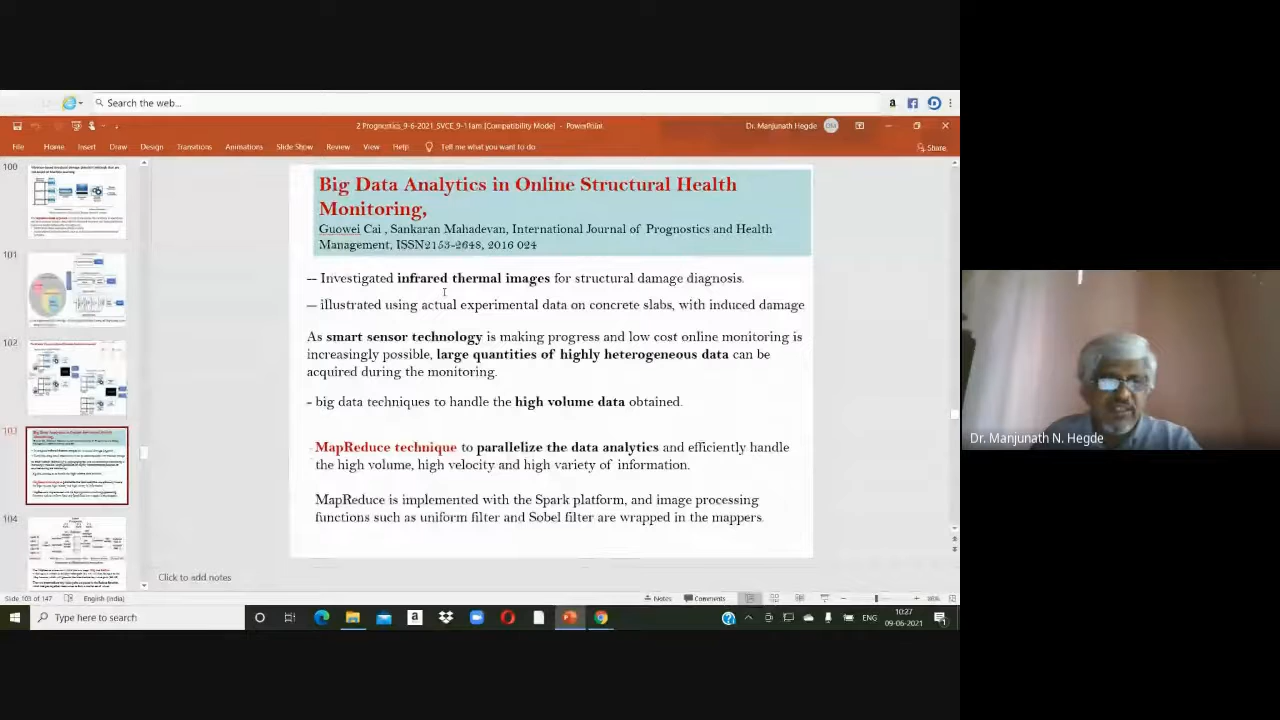 Search the web...
2 Prognostics_9-6-2021_SVCE_9-11am [Compatibility Mode] - PowerPoint
Dr. Manjunath Hegde
DM
File Home Insert Draw Design Transitions Animations Slide Show Review View Help Tell me what you want to do
Share
100
101
102
103
104
Big Data Analytics in Online Structural Health
Monitoring,
Guowei Cai , Sankaran Mahadevan, International Journal of Prognostics and Health
Management, ISSN2153-2648, 2016 024
-- Investigated infrared thermal images for structural damage diagnosis.
-- illustrated using actual experimental data on concrete slabs, with induced damage
As smart sensor technology is making progress and low cost online monitoring is
increasingly possible, large quantities of highly heterogeneous data can be
acquired during the monitoring.
- big data techniques to handle the high volume data obtained.
- MapReduce technique to parallelize the data analytics and efficiently handle
the high volume, high velocity and high variety of information.
MapReduce is implemented with the Spark platform, and image processing
functions such as uniform filter and Sobel filter are wrapped in the mappers.
Click to add notes
Slide 103 of 147 English (India)
Notes Comments
Type here to search
ENG
10:27
09-06-2021
Dr. Manjunath N. Hegde